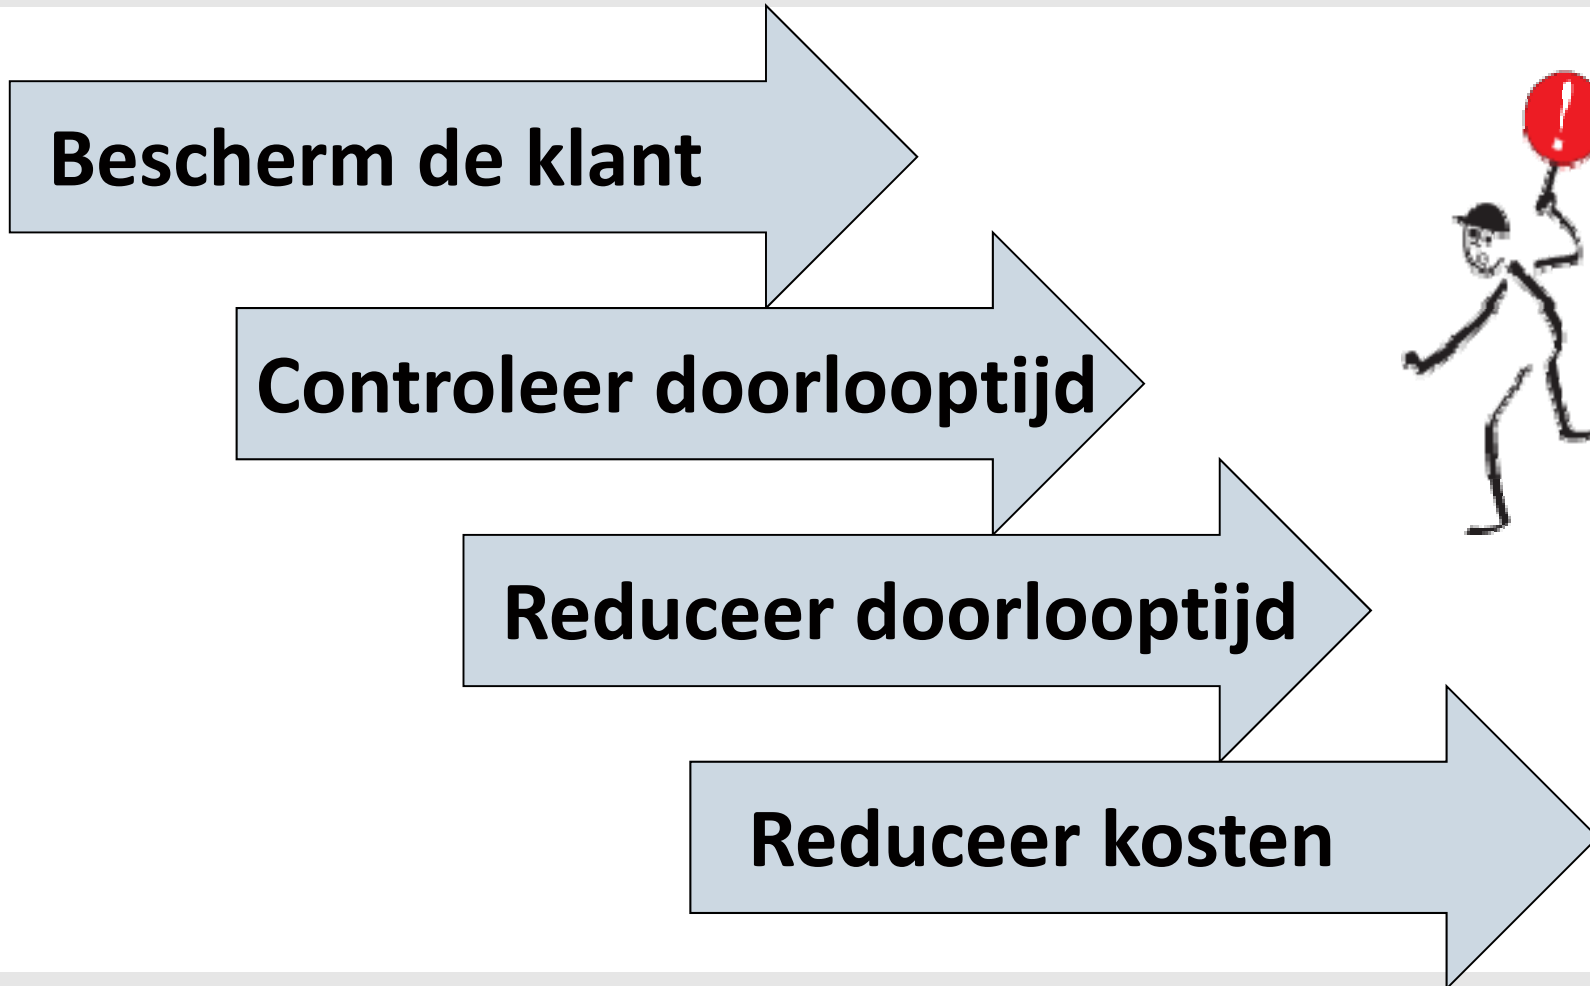 Bescherm de klant
!
Controleer doorlooptijd
Reduceer doorlooptijd
Reduceer kosten